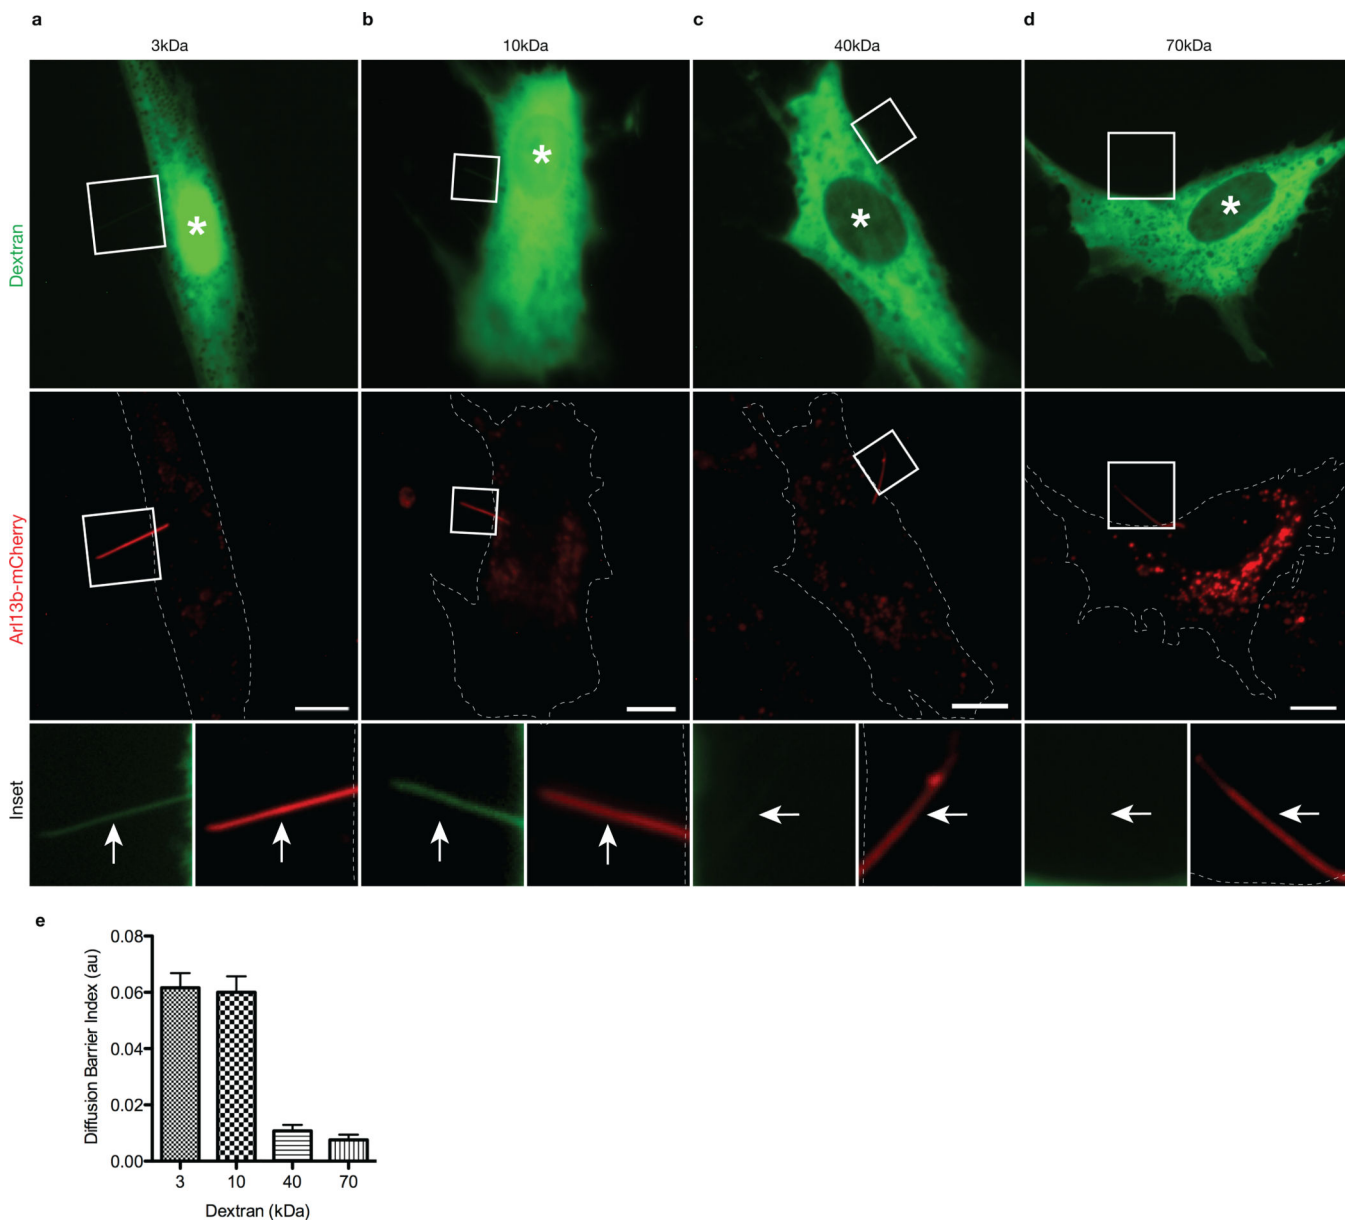 a b c d
3kDa 10kDa 40kDa 70kDa
Dextran
*
*
*
*
Arl13b-mCherry
Inset
e
Diffusion Barrier Index (au)
0.08
0.06
0.04
0.02
0.00
3 10 40 70
Dextran (kDa)